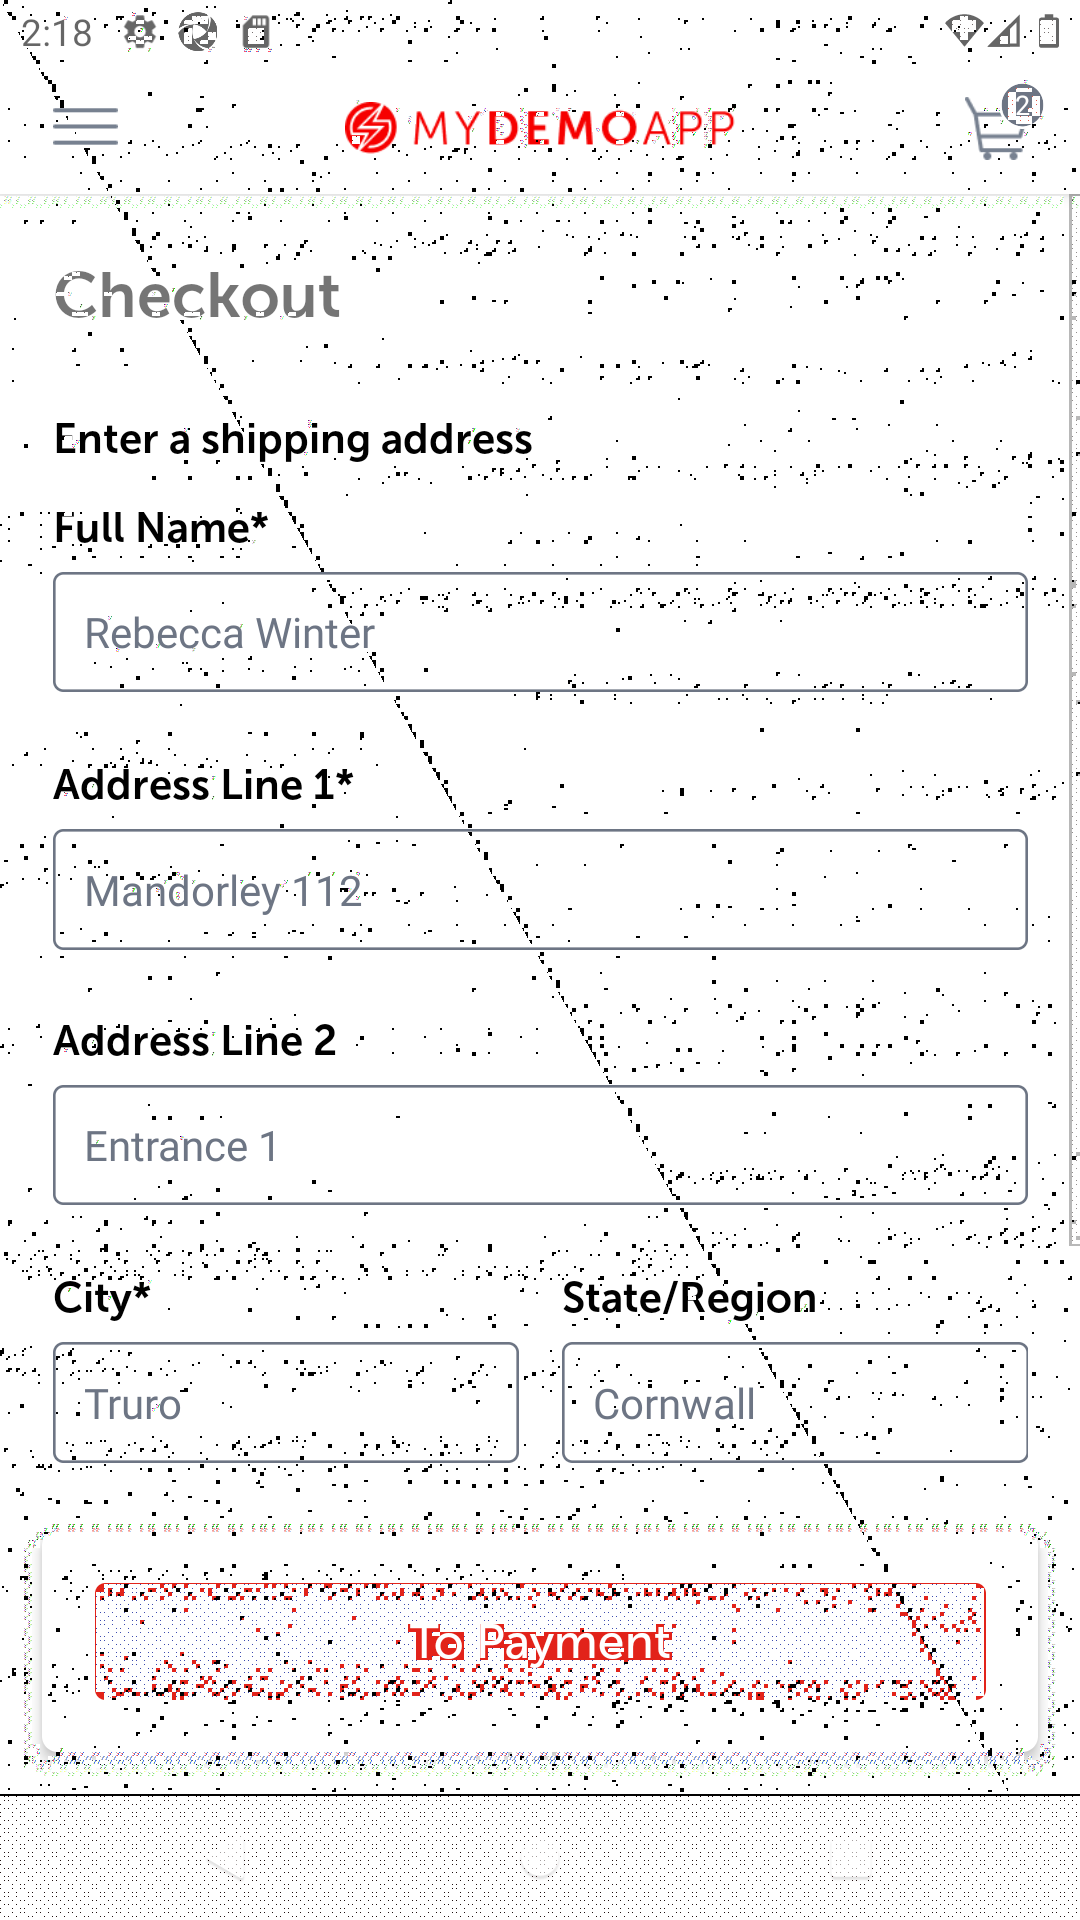 2:18
MYDEMOAPP
2
Checkout
Enter a shipping address
Full Name*
Rebecca Winter
Address Line 1*
Mandorley 112
Address Line 2
Entrance 1
City*
State/Region
Truro
Cornwall
To Payment